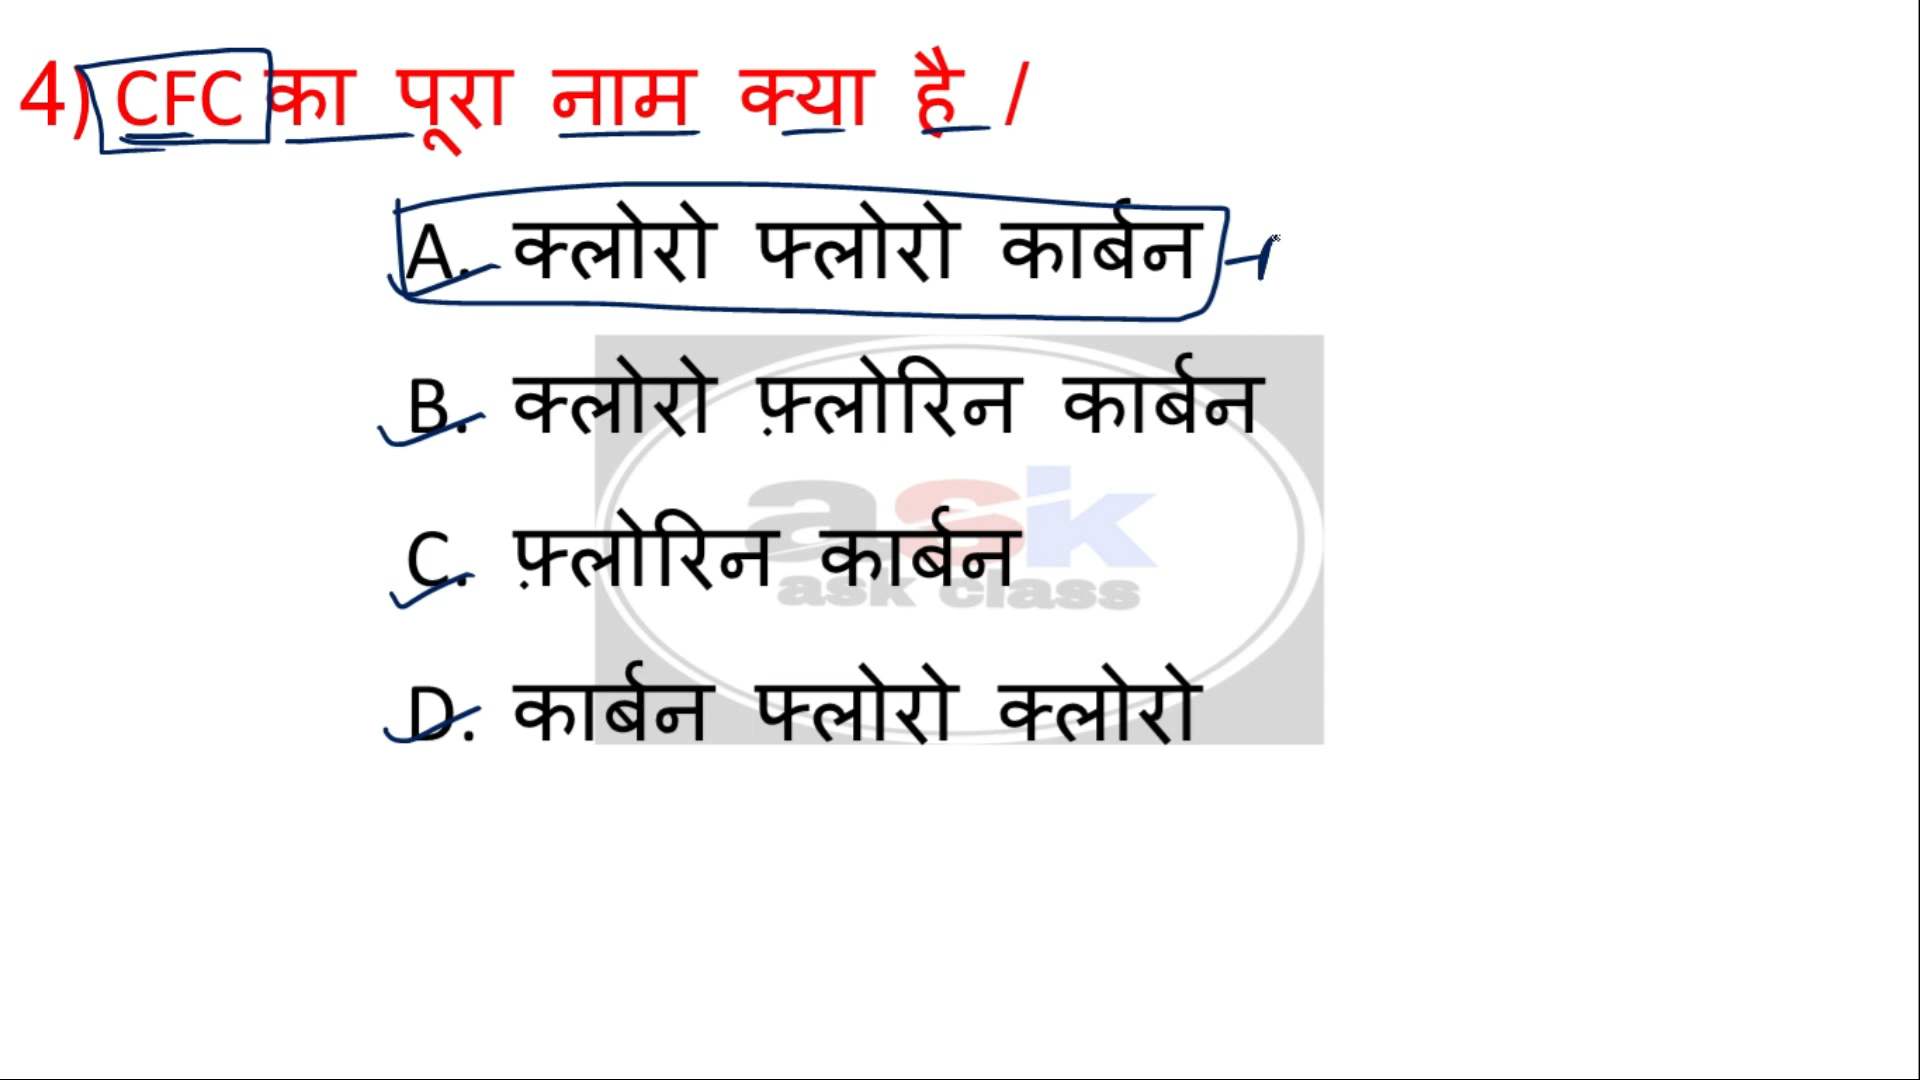 4) CFC का पूरा नाम क्या है /
A. क्लोरो फ्लोरो कार्बन
B. क्लोरो फ़्लोरिन कार्बन
C. फ़्लोरिन कार्बन
D. कार्बन फ्लोरो क्लोरो
ask
ask class